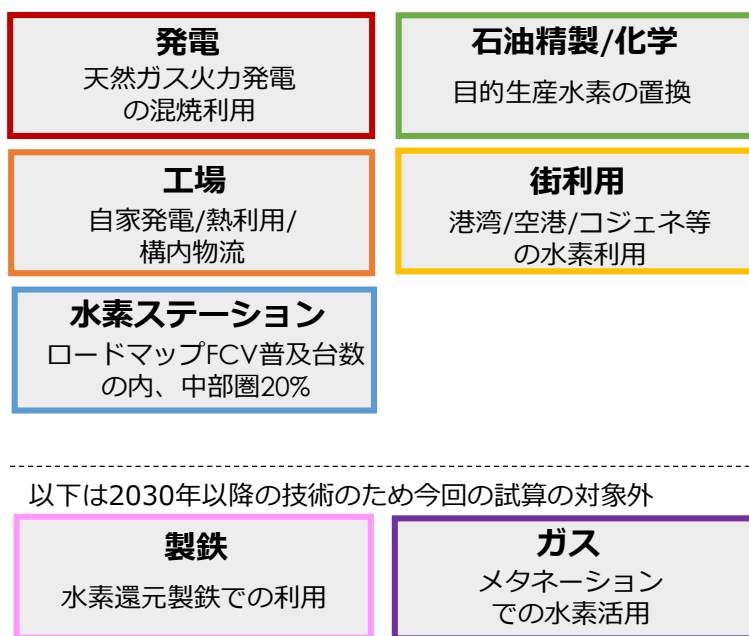 発電
天然ガス火力発電
の混焼利用
石油精製/化学
目的生産水素の置換
工場
自家発電/熱利用/
構内物流
街利用
港湾/空港/コジェネ等
の水素利用
水素ステーション
ロードマップFCV普及台数
の内、中部圏20%
以下は2030年以降の技術のため今回の試算の対象外
製鉄
水素還元製鉄での利用
ガス
メタネーション
での水素活用